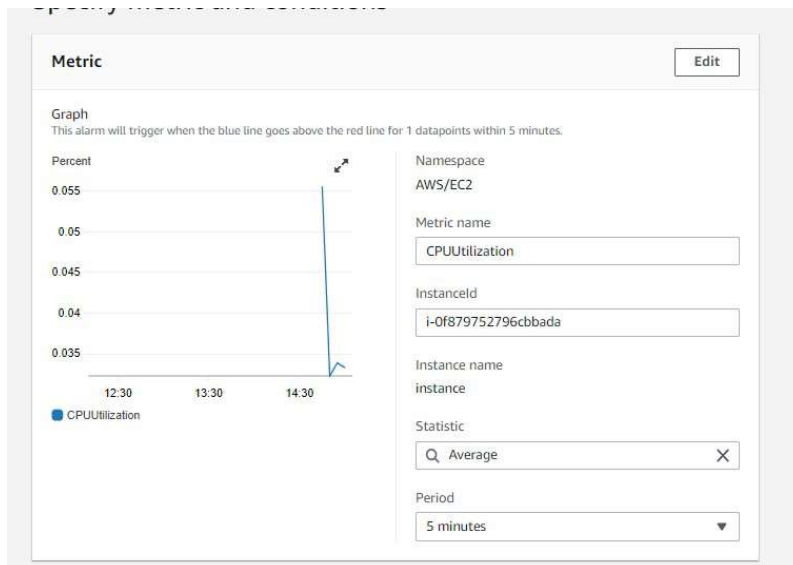 Metric
Edit
Graph
This alarm will trigger when the blue line goes above the red line for 1 datapoints within 5 minutes.
Percent
0.055
0.05
0.045
0.04
0.035
12:30 13:30 14:30
CPUUtilization
Namespace
AWS/EC2
Metric name
CPUUtilization
InstanceId
i-0f879752796cbbada
Instance name
instance
Statistic
Average
Period
5 minutes